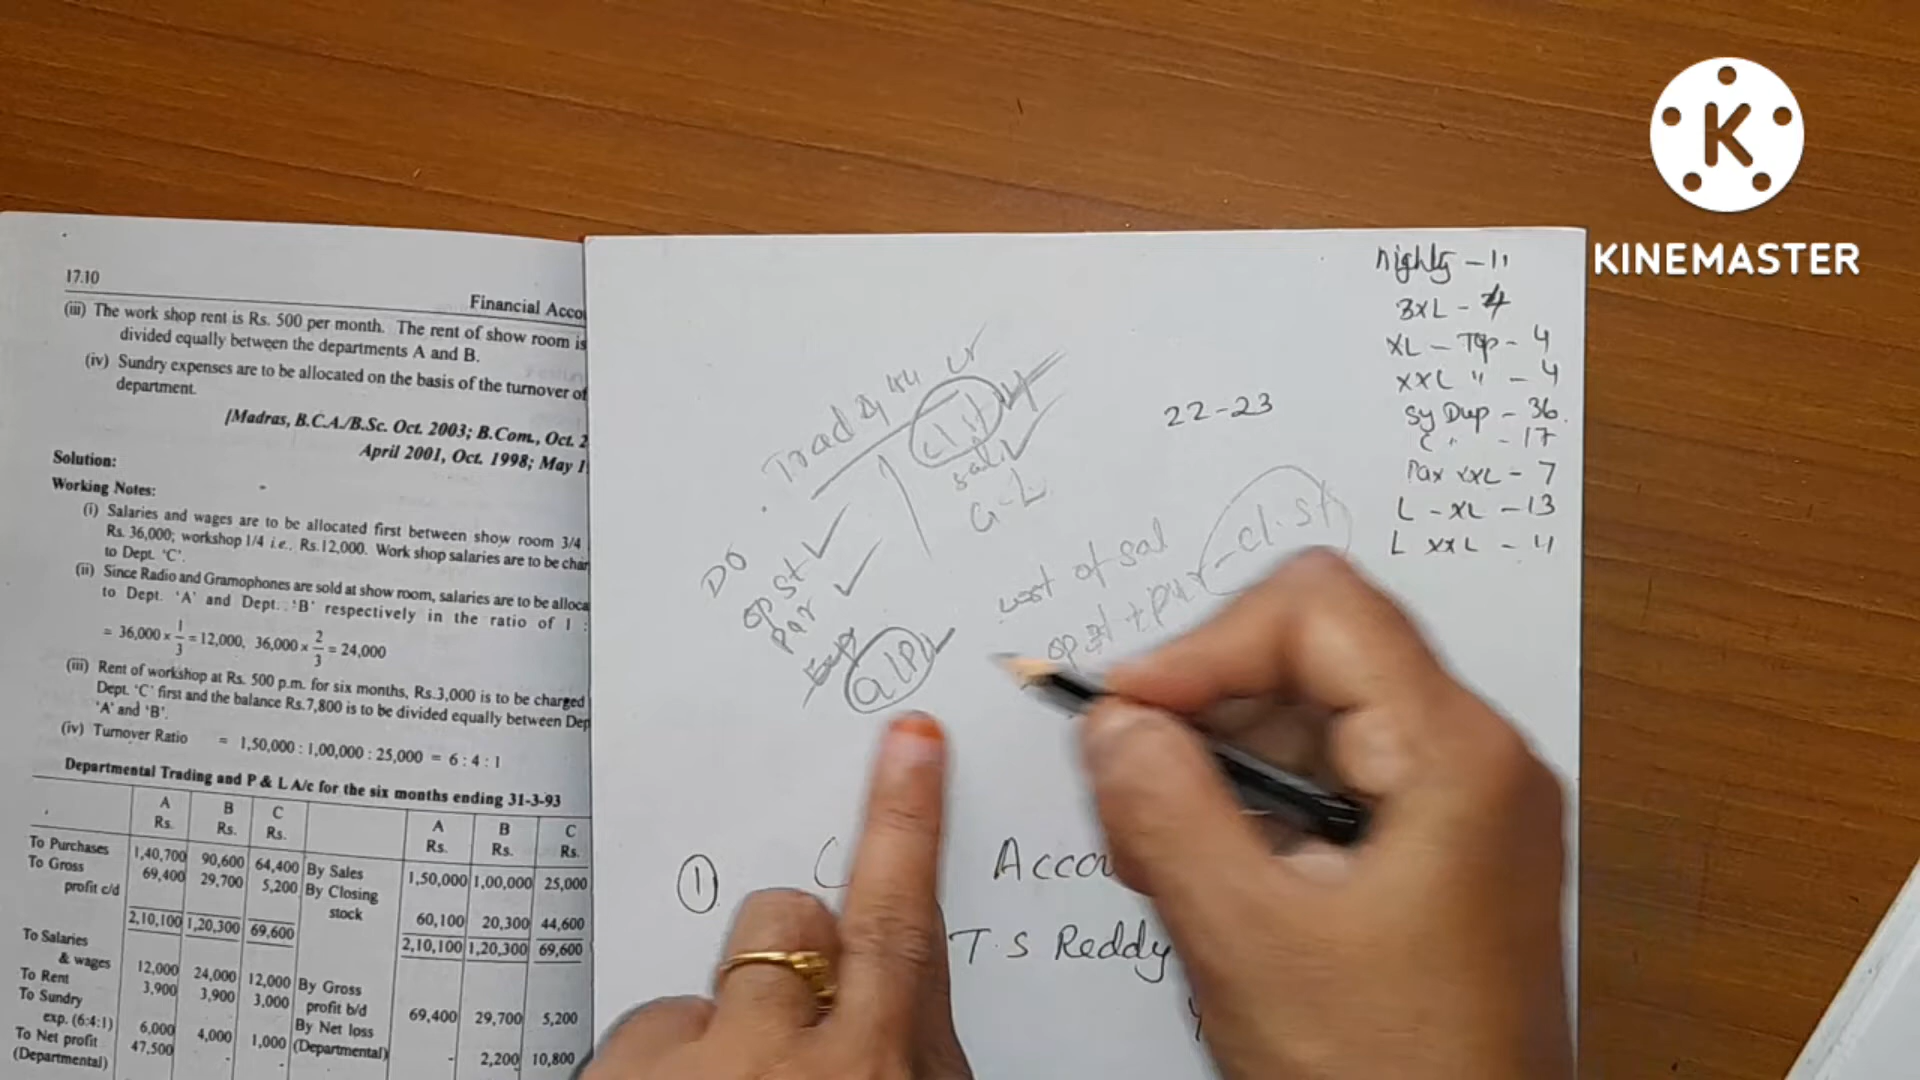 17.10
Financial Accou
(iii) The work shop rent is Rs. 500 per month. The rent of show room is
divided equally between the departments A and B.
(iv) Sundry expenses are to be allocated on the basis of the turnover of
department.
[Madras, B.C.A./B.Sc. Oct. 2003; B.Com., Oct. 2
April 2001, Oct. 1998; May 1
Solution:
Working Notes:
(i) Salaries and wages are to be allocated first between show room 3/4
Rs. 36,000; workshop 1/4 i.e., Rs.12,000. Work shop salaries are to be char
to Dept. 'C'.
(ii) Since Radio and Gramophones are sold at show room, salaries are to be alloca
to Dept. 'A' and Dept. 'B' respectively in the ratio of 1 :
= 36,000 × 1/3 = 12,000, 36,000 × 2/3 = 24,000
(iii) Rent of workshop at Rs. 500 p.m. for six months, Rs.3,000 is to be charged
Dept. 'C' first and the balance Rs.7,800 is to be divided equally between Dep
'A' and 'B'.
(iv) Turnover Ratio = 1,50,000 : 1,00,000 : 25,000 = 6 : 4 : 1
Departmental Trading and P & L A/c for the six months ending 31-3-93
A B C A B C
Rs. Rs. Rs. Rs. Rs. Rs.
To Purchases 1,40,700 90,600 64,400 By Sales 1,50,000 1,00,000 25,000
To Gross 69,400 29,700 5,200 By Closing
profit c/d stock 60,100 20,300 44,600
2,10,100 1,20,300 69,600 2,10,100 1,20,300 69,600
To Salaries
& wages 12,000 24,000 12,000 By Gross
To Rent 3,900 3,900 3,000 profit b/d 69,400 29,700 5,200
To Sundry By Net loss
exp. (6:4:1) 6,000 4,000 1,000 (Departmental) - 2,200 10,800
To Net profit 47,500 - -
(Departmental)
cl st
sal
G-L
DO
op st
par
cost of sal
- cl. st
22-23
1
Accou
T S Reddy
Nighty - 11
3XL - 4
XL - Top - 4
XXL " - 4
Sy Dup - 36.
C " - 17
Pax XXL - 7
L - XL - 13
L XXL - 4
K
KINEMASTER